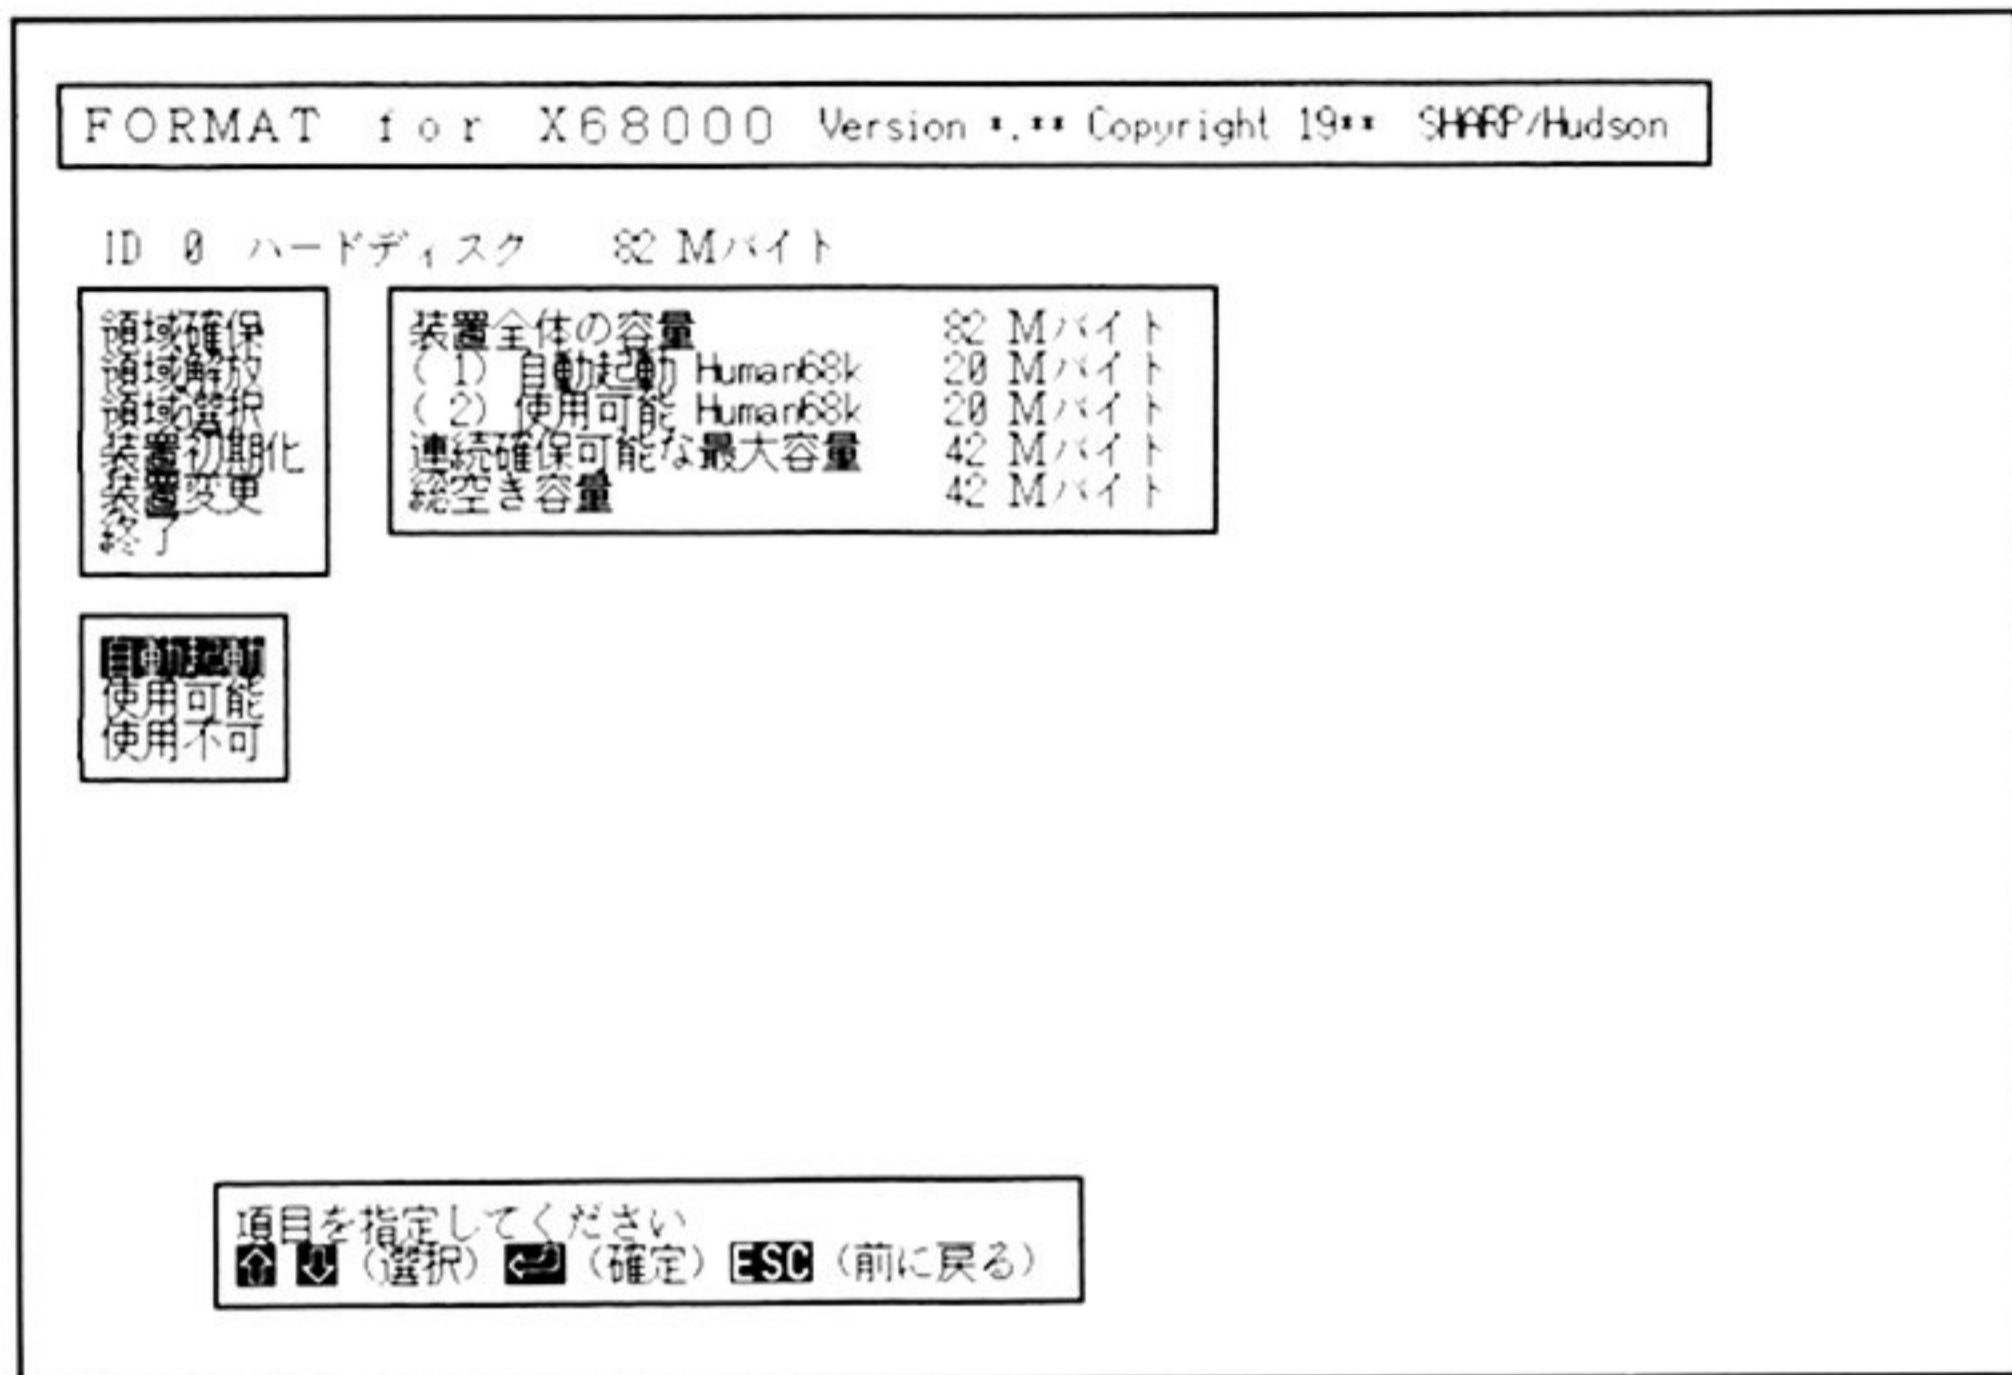 FORMAT for X68000 Version *.** Copyright 19** SHARP/Hudson
ID 0 ハードディスク 82 Mバイト
領域確保
領域解放
領域選択
装置初期化
装置変更
終了
装置全体の容量 82 Mバイト
( 1) 自動起動 Human68k 20 Mバイト
( 2) 使用可能 Human68k 20 Mバイト
連続確保可能な最大容量 42 Mバイト
総空き容量 42 Mバイト
自動起動
使用可能
使用不可
項目を指定してください
⇧ ⇩ (選択) ↵ (確定) ESC (前に戻る)